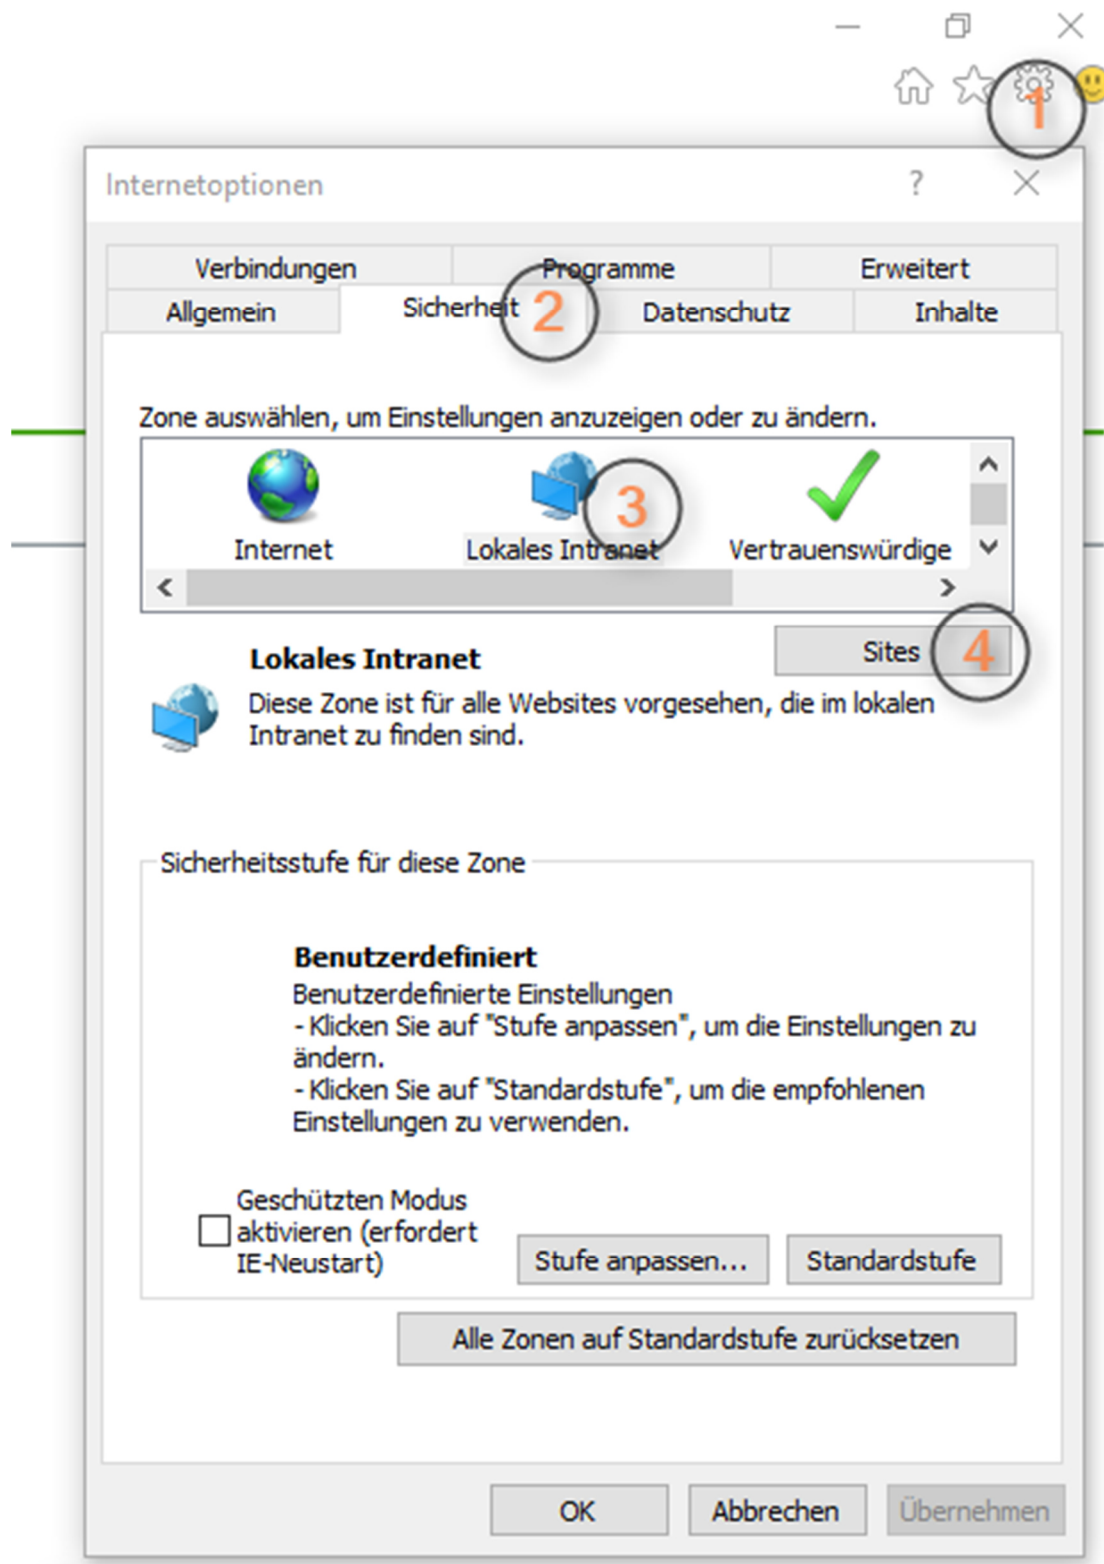 1
Internetoptionen
Verbindungen Programme Erweitert
Allgemein Sicherheit 2 Datenschutz Inhalte
Zone auswählen, um Einstellungen anzuzeigen oder zu ändern.
3
Internet Lokales Intranet Vertrauenswürdige
Sites 4
Lokales Intranet
Diese Zone ist für alle Websites vorgesehen, die im lokalen
Intranet zu finden sind.
Sicherheitsstufe für diese Zone
Benutzerdefiniert
Benutzerdefinierte Einstellungen
- Klicken Sie auf "Stufe anpassen", um die Einstellungen zu
ändern.
- Klicken Sie auf "Standardstufe", um die empfohlenen
Einstellungen zu verwenden.
Geschützten Modus
aktivieren (erfordert
IE-Neustart)
Stufe anpassen... Standardstufe
Alle Zonen auf Standardstufe zurücksetzen
OK Abbrechen Übernehmen